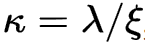 κ = λ/ξ